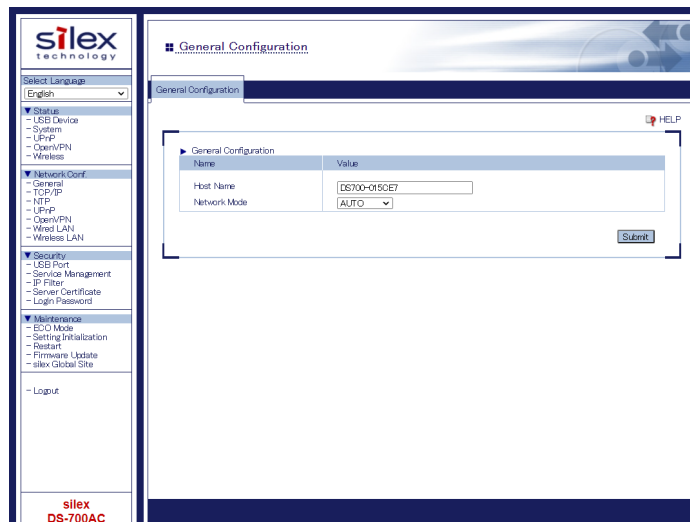 silex
technology
Select Language
English
▼ Status
- USB Device
- System
- UPnP
- OpenVPN
- Wireless
▼ Network Conf.
- General
- TCP/IP
- NTP
- UPnP
- OpenVPN
- Wired LAN
- Wireless LAN
▼ Security
- USB Port
- Service Management
- IP Filter
- Server Certificate
- Login Password
▼ Maintenance
- ECO Mode
- Setting Initialization
- Restart
- Firmware Update
- silex Global Site
- Logout
silex
DS-700AC
General Configuration
General Configuration
HELP
General Configuration
Name Value
Host Name DS700-015CE7
Network Mode AUTO
Submit